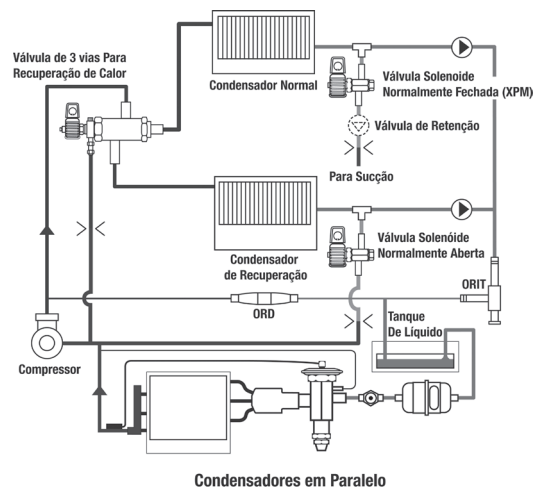 Válvula de 3 vias Para
Recuperação de Calor
Condensador Normal
Válvula Solenoide
Normalmente Fechada (XPM)
Válvula de Retenção
Para Sucção
Condensador
de Recuperação
Válvula Solenóide
Normalmente Aberta
ORIT
ORD
Tanque
De Líquido
Compressor
Condensadores em Paralelo